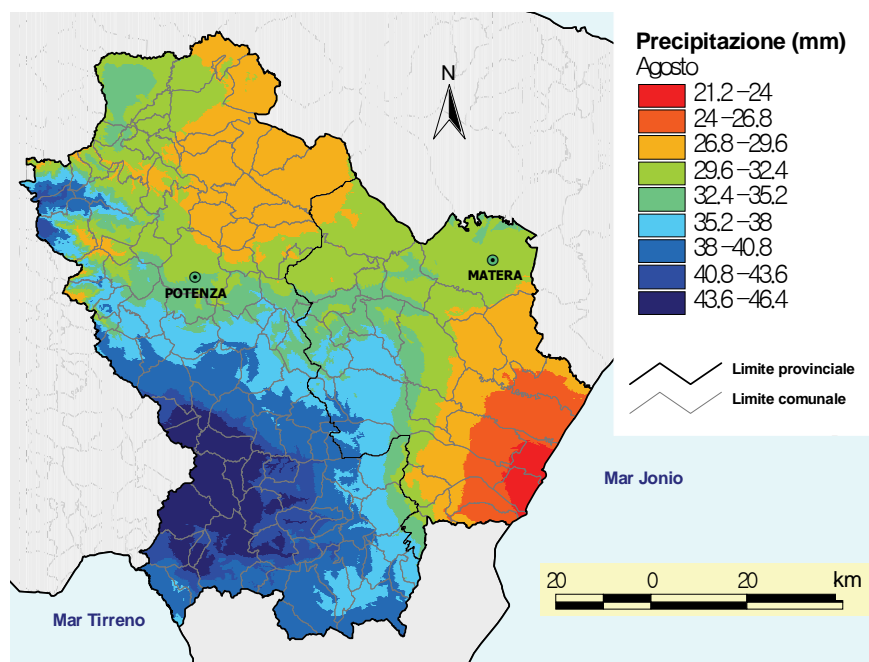 Precipitazione (mm)
Agosto
21.2–24
24–26.8
26.8–29.6
29.6–32.4
32.4–35.2
35.2–38
38–40.8
40.8–43.6
43.6–46.4
Limite provinciale
Limite comunale
N
MATERA
POTENZA
Mar Jonio
Mar Tirreno
20 0 20 km